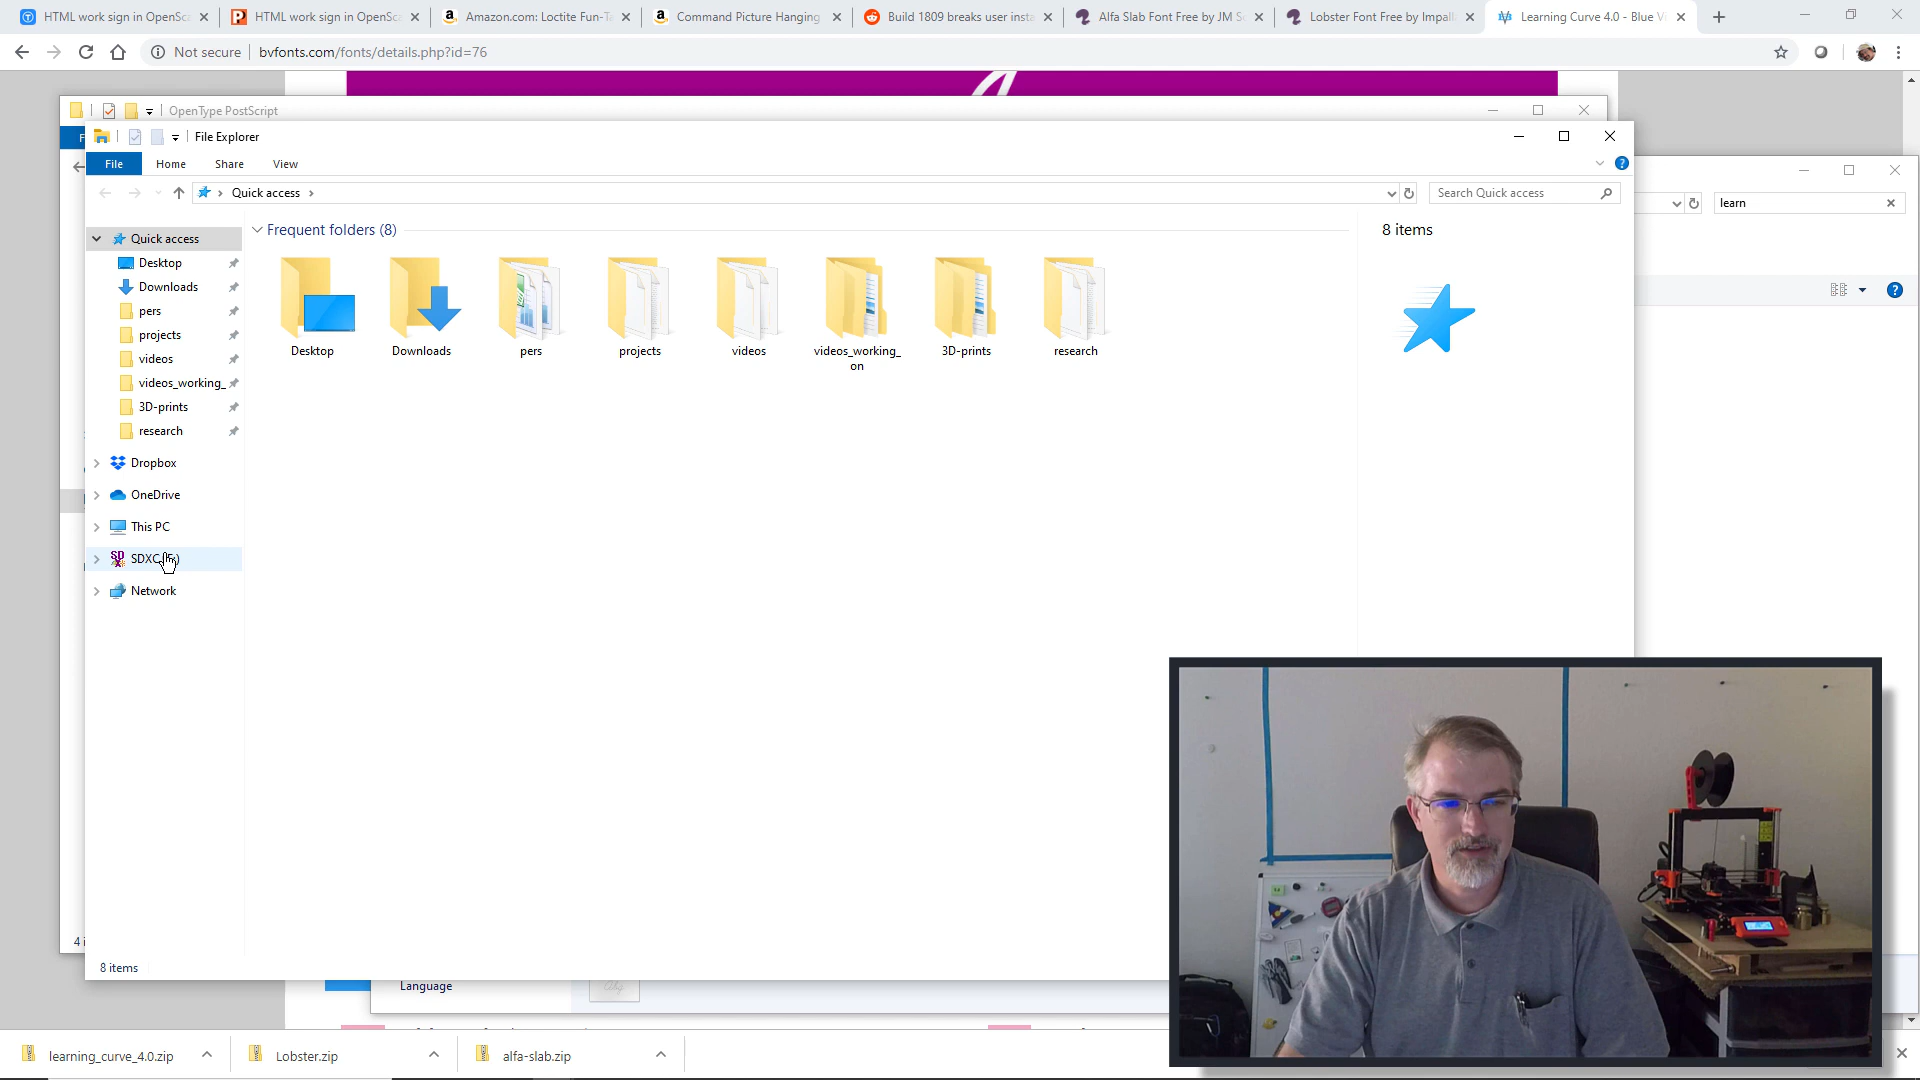 HTML work sign in OpenSc
HTML work sign in OpenSc
Amazon.com: Loctite Fun-T
Command Picture Hanging
Build 1809 breaks user insta
Alfa Slab Font Free by JM S
Lobster Font Free by Impall
Learning Curve 4.0 - Blue V
Not secure
bvfonts.com/fonts/details.php?id=76
OpenType PostScript
File Explorer
File
Home
Share
View
Quick access
Search Quick access
learn
Quick access
Desktop
Downloads
pers
projects
videos
videos_working_
3D-prints
research
Dropbox
OneDrive
This PC
SDXC
Network
Frequent folders (8)
Desktop
Downloads
pers
projects
videos
videos_working_
on
3D-prints
research
8 items
8 items
Language
learning_curve_4.0.zip
Lobster.zip
alfa-slab.zip